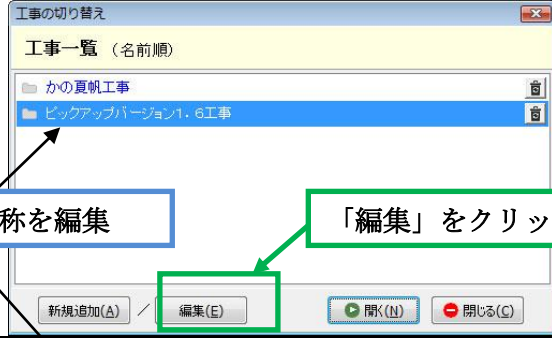 工事の切り替え
工事一覧 (名前順)
かの夏帆工事
ピックアップバージョン1.6工事
称を編集
「編集」をクリッ
新規追加(A) / 編集(E) 開く(N) 閉じる(C)